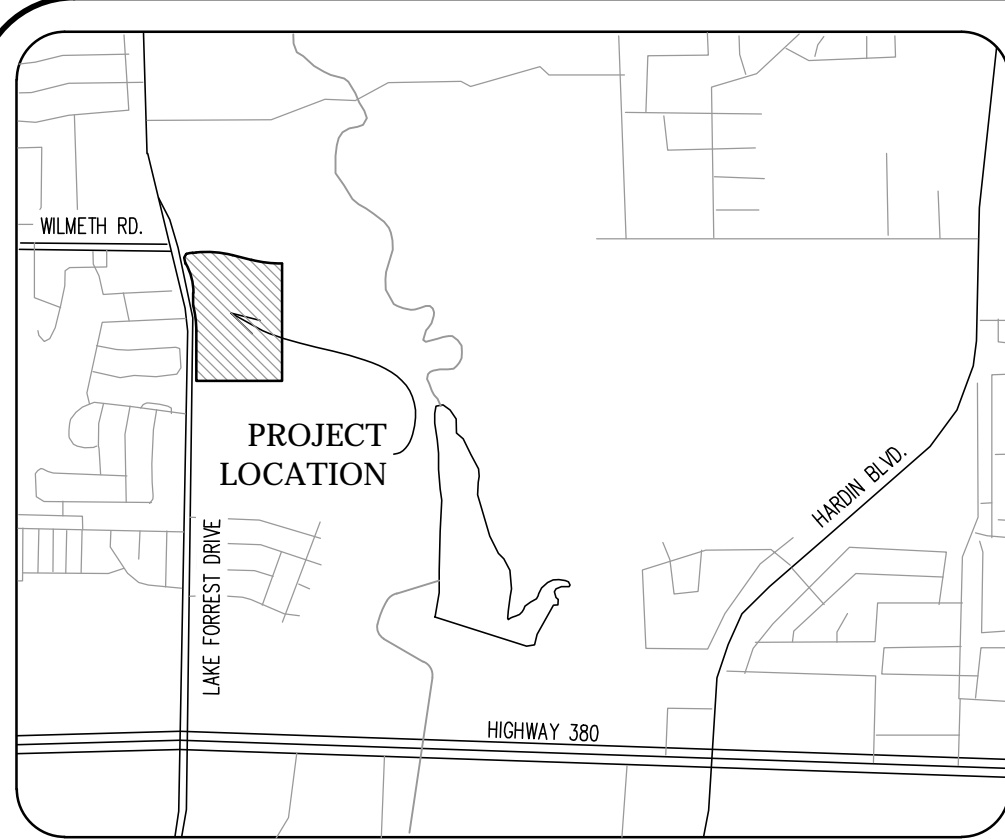 WILMETH RD.
PROJECT
LOCATION
HARDIN BLVD.
LAKE FORREST DRIVE
HIGHWAY 380